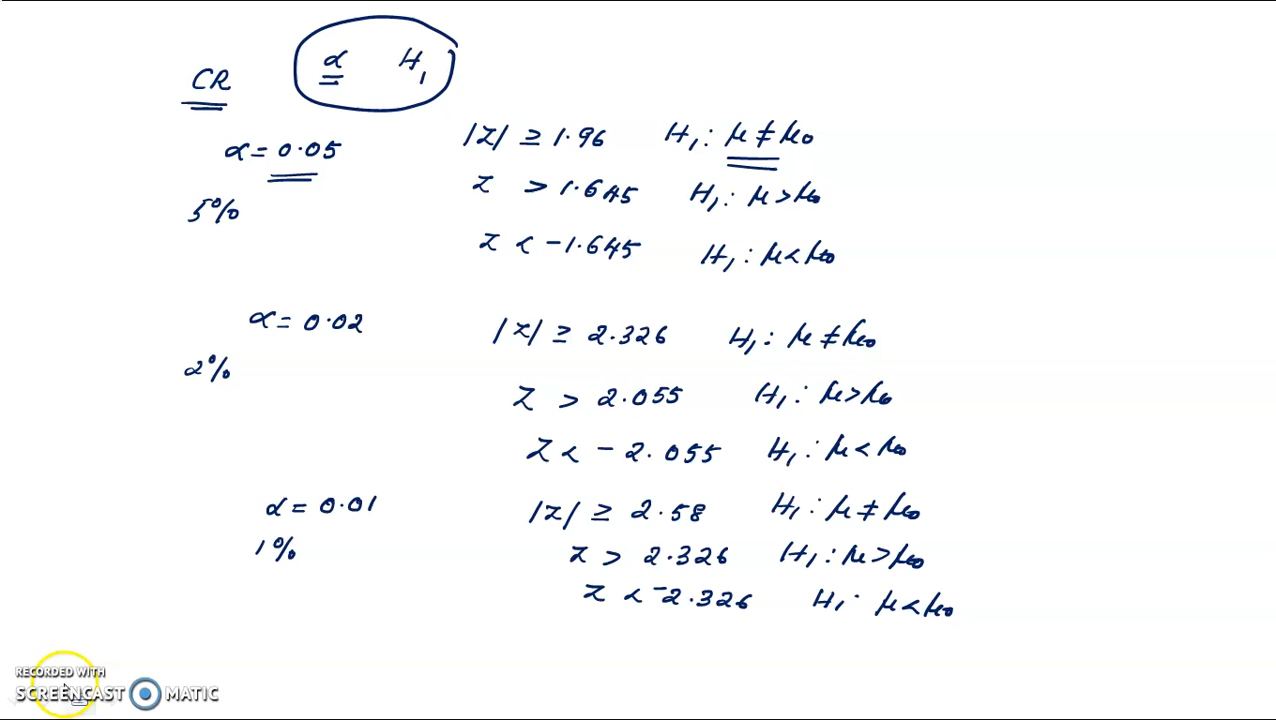 CR α H₁
α = 0.05 |Z| ≥ 1.96 H₁: μ ≠ μ₀
5% Z > 1.645 H₁: μ > μ₀
Z < -1.645 H₁: μ < μ₀
α = 0.02 |Z| ≥ 2.326 H₁: μ ≠ μ₀
2%
Z > 2.055 H₁: μ > μ₀
Z < -2.055 H₁: μ < μ₀
α = 0.01 |Z| ≥ 2.58 H₁: μ ≠ μ₀
1% Z > 2.326 H₁: μ > μ₀
Z < -2.326 H₁: μ < μ₀
RECORDED WITH
SCREENCAST MATIC